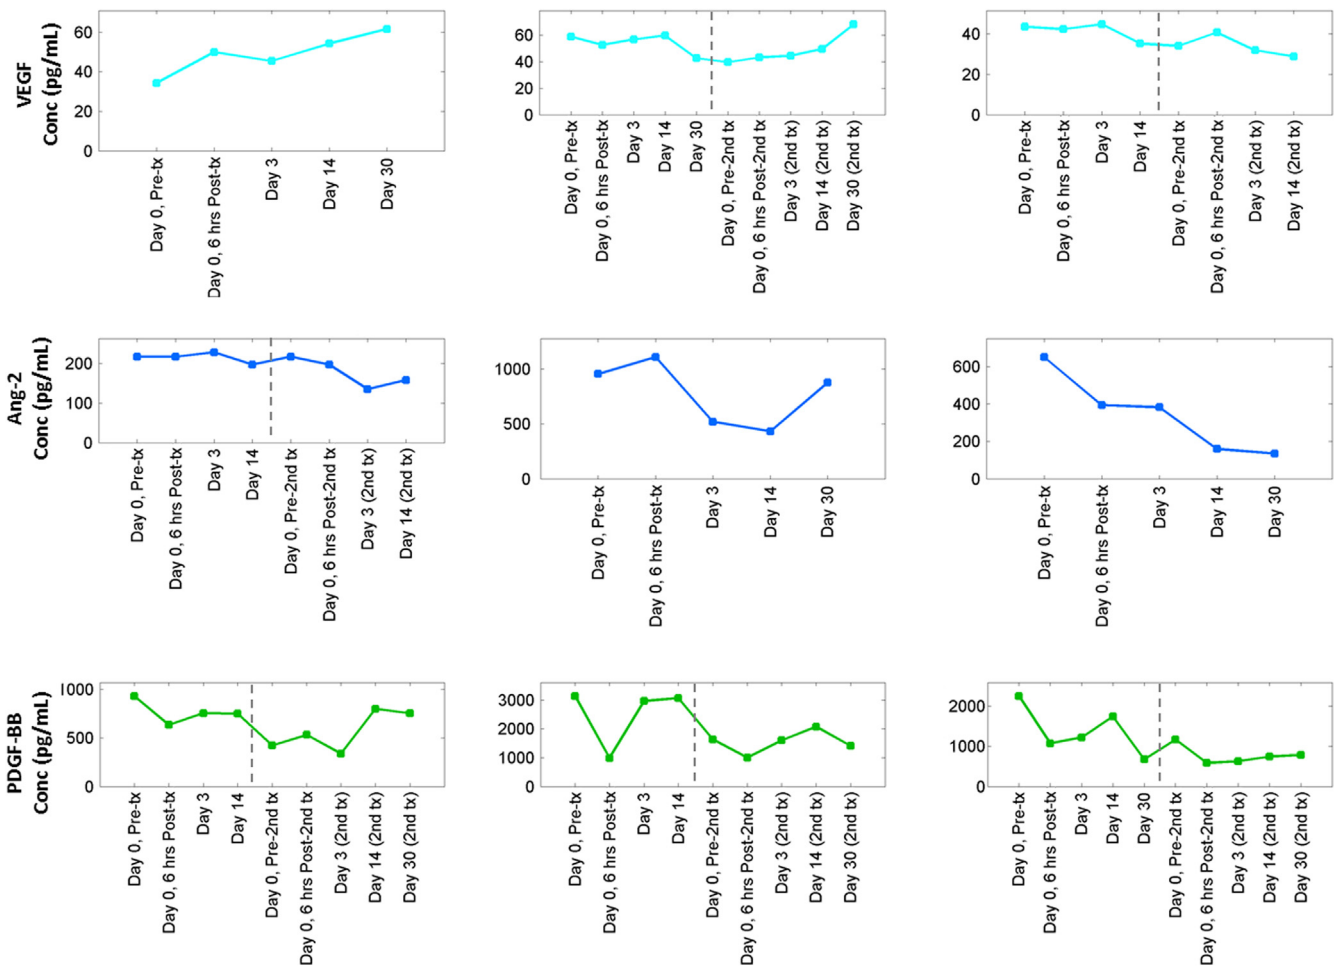 VEGF
Conc (pg/mL)
60
40
20
0
Day 0, Pre-tx
Day 0, 6 hrs Post-tx
Day 3
Day 14
Day 30
60
40
20
0
Day 0, Pre-tx
Day 0, 6 hrs Post-tx
Day 3
Day 14
Day 30
Day 0, Pre-2nd tx
Day 0, 6 hrs Post-2nd tx
Day 3 (2nd tx)
Day 14 (2nd tx)
Day 30 (2nd tx)
40
20
0
Day 0, Pre-tx
Day 0, 6 hrs Post-tx
Day 3
Day 14
Day 0, Pre-2nd tx
Day 0, 6 hrs Post-2nd tx
Day 3 (2nd tx)
Day 14 (2nd tx)
Ang-2
Conc (pg/mL)
200
100
0
Day 0, Pre-tx
Day 0, 6 hrs Post-tx
Day 3
Day 14
Day 0, Pre-2nd tx
Day 0, 6 hrs Post-2nd tx
Day 3 (2nd tx)
Day 14 (2nd tx)
1000
500
0
Day 0, Pre-tx
Day 0, 6 hrs Post-tx
Day 3
Day 14
Day 30
600
400
200
0
Day 0, Pre-tx
Day 0, 6 hrs Post-tx
Day 3
Day 14
Day 30
PDGF-BB
Conc (pg/mL)
1000
500
0
Day 0, Pre-tx
Day 0, 6 hrs Post-tx
Day 3
Day 14
Day 0, Pre-2nd tx
Day 0, 6 hrs Post-2nd tx
Day 3 (2nd tx)
Day 14 (2nd tx)
Day 30 (2nd tx)
3000
2000
1000
0
Day 0, Pre-tx
Day 0, 6 hrs Post-tx
Day 3
Day 14
Day 0, Pre-2nd tx
Day 0, 6 hrs Post-2nd tx
Day 3 (2nd tx)
Day 14 (2nd tx)
Day 30 (2nd tx)
2000
1000
0
Day 0, Pre-tx
Day 0, 6 hrs Post-tx
Day 3
Day 14
Day 30
Day 0, Pre-2nd tx
Day 0, 6 hrs Post-2nd tx
Day 3 (2nd tx)
Day 14 (2nd tx)
Day 30 (2nd tx)